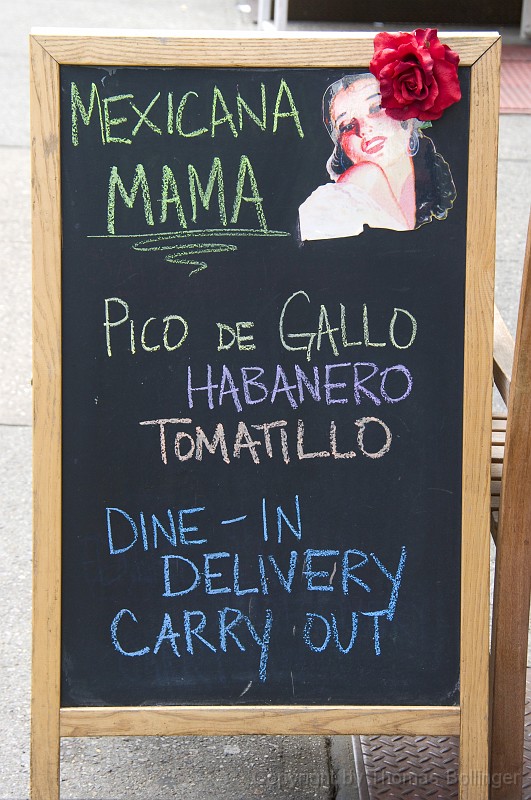 MEXICANA
MAMA
PICO DE GALLO
HABANERO
TOMATILLO
DINE-IN
DELIVERY
CARRY OUT
Copyright by Thomas Bollinger